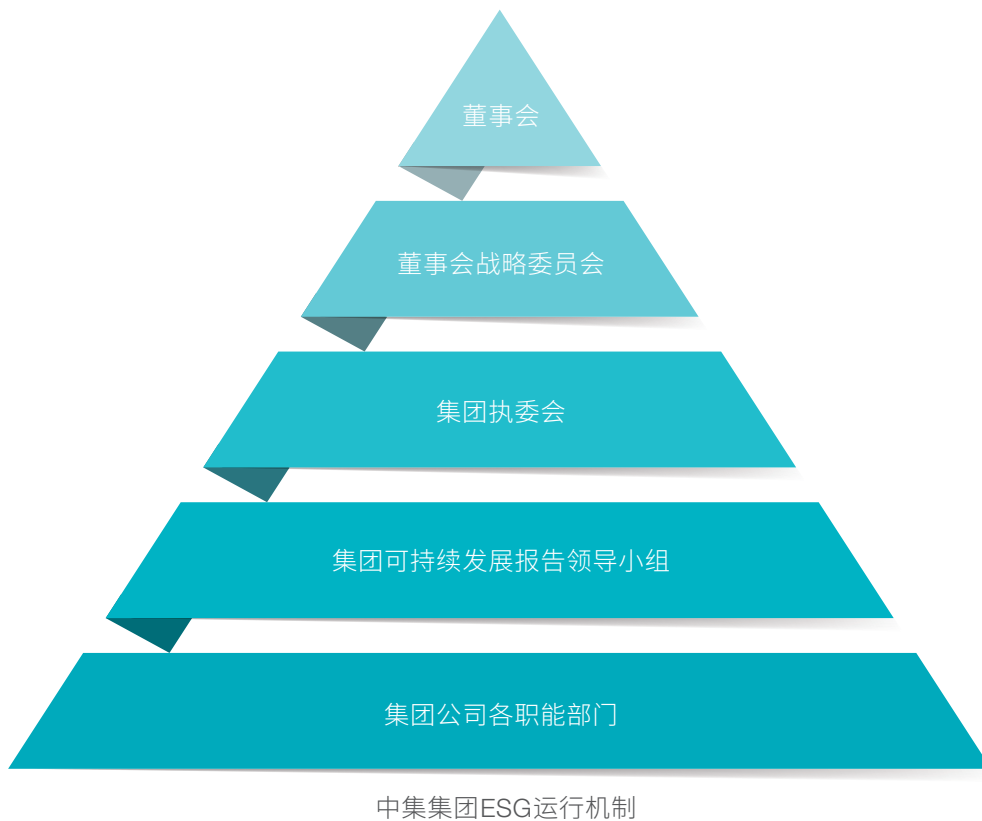 董事会
董事会战略委员会
集团执委会
集团可持续发展报告领导小组
集团公司各职能部门
中集集团ESG运行机制